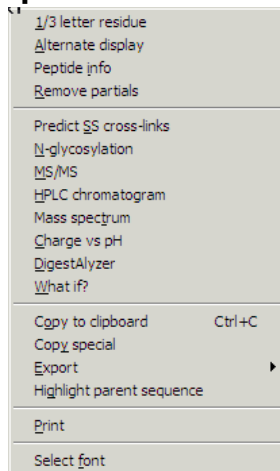 1/3 letter residue
Alternate display
Peptide info
Remove partials
Predict SS cross-links
N-glycosylation
MS/MS
HPLC chromatogram
Mass spectrum
Charge vs pH
DigestAlyzer
What if?
Copy to clipboard Ctrl+C
Copy special
Export
Highlight parent sequence
Print
Select font